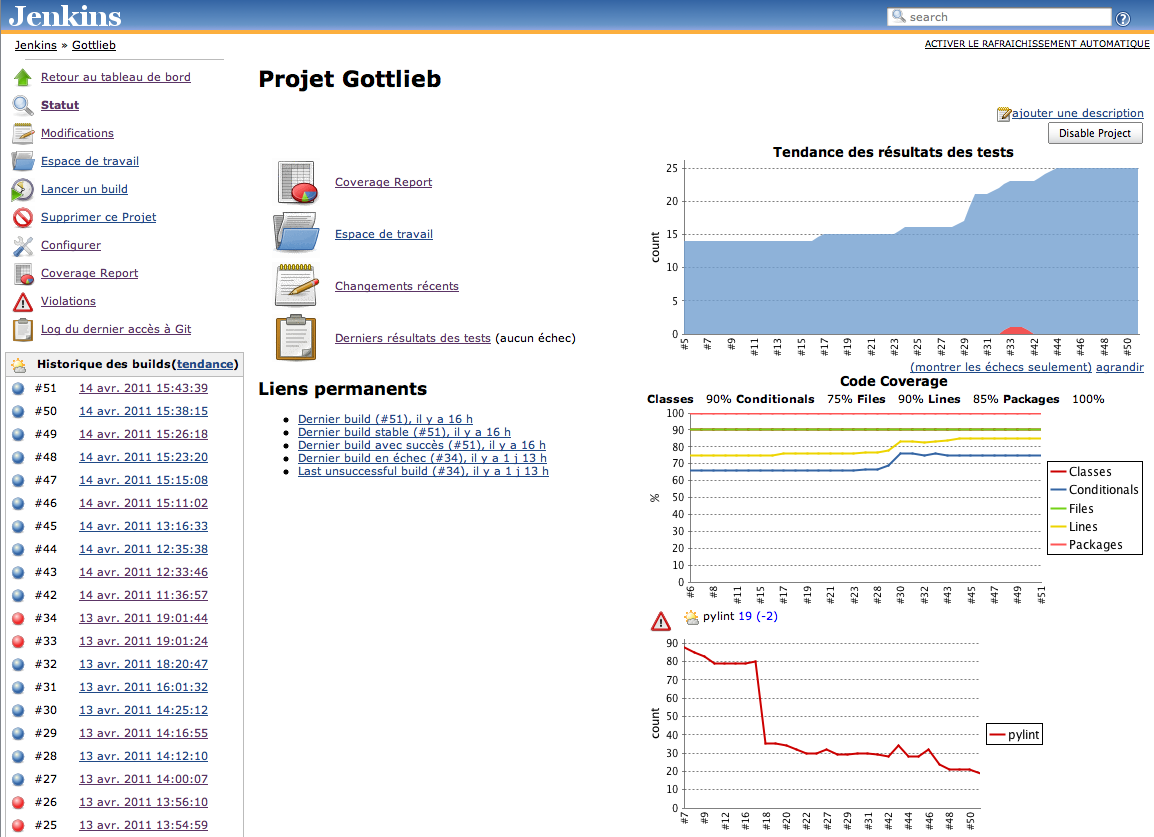 Jenkins
search
Jenkins » Gottlieb
ACTIVER LE RAFRAICHISSEMENT AUTOMATIQUE
Retour au tableau de bord
Statut
Modifications
Espace de travail
Lancer un build
Supprimer ce Projet
Configurer
Coverage Report
Violations
Log du dernier accès à Git
Historique des builds(tendance)
#51 14 avr. 2011 15:43:39
#50 14 avr. 2011 15:38:15
#49 14 avr. 2011 15:26:18
#48 14 avr. 2011 15:23:20
#47 14 avr. 2011 15:15:08
#46 14 avr. 2011 15:11:02
#45 14 avr. 2011 13:16:33
#44 14 avr. 2011 12:35:38
#43 14 avr. 2011 12:33:46
#42 14 avr. 2011 11:36:57
#34 13 avr. 2011 19:01:44
#33 13 avr. 2011 19:01:24
#32 13 avr. 2011 18:20:47
#31 13 avr. 2011 16:01:32
#30 13 avr. 2011 14:25:12
#29 13 avr. 2011 14:16:55
#28 13 avr. 2011 14:12:10
#27 13 avr. 2011 14:00:07
#26 13 avr. 2011 13:56:10
#25 13 avr. 2011 13:54:59
Projet Gottlieb
Coverage Report
Espace de travail
Changements récents
Derniers résultats des tests (aucun échec)
Liens permanents
Dernier build (#51), il y a 16 h
Dernier build stable (#51), il y a 16 h
Dernier build avec succès (#51), il y a 16 h
Dernier build en échec (#34), il y a 1 j 13 h
Last unsuccessful build (#34), il y a 1 j 13 h
ajouter une description
Disable Project
Tendance des résultats des tests
count
25
20
15
10
5
0
#5 #7 #9 #11 #13 #15 #17 #19 #21 #23 #25 #27 #29 #31 #33 #42 #44 #46 #48 #50
(montrer les échecs seulement) agrandir
Code Coverage
Classes 90% Conditionals 75% Files 90% Lines 85% Packages 100%
%
100
90
80
70
60
50
40
30
20
10
0
#6 #8 #11 #15 #17 #19 #21 #23 #28 #30 #32 #43 #45 #47 #49 #51
Classes
Conditionals
Files
Lines
Packages
pylint 19 (-2)
count
90
80
70
60
50
40
30
20
10
0
#7 #9 #12 #16 #18 #20 #22 #27 #29 #31 #42 #44 #46 #48 #50
pylint